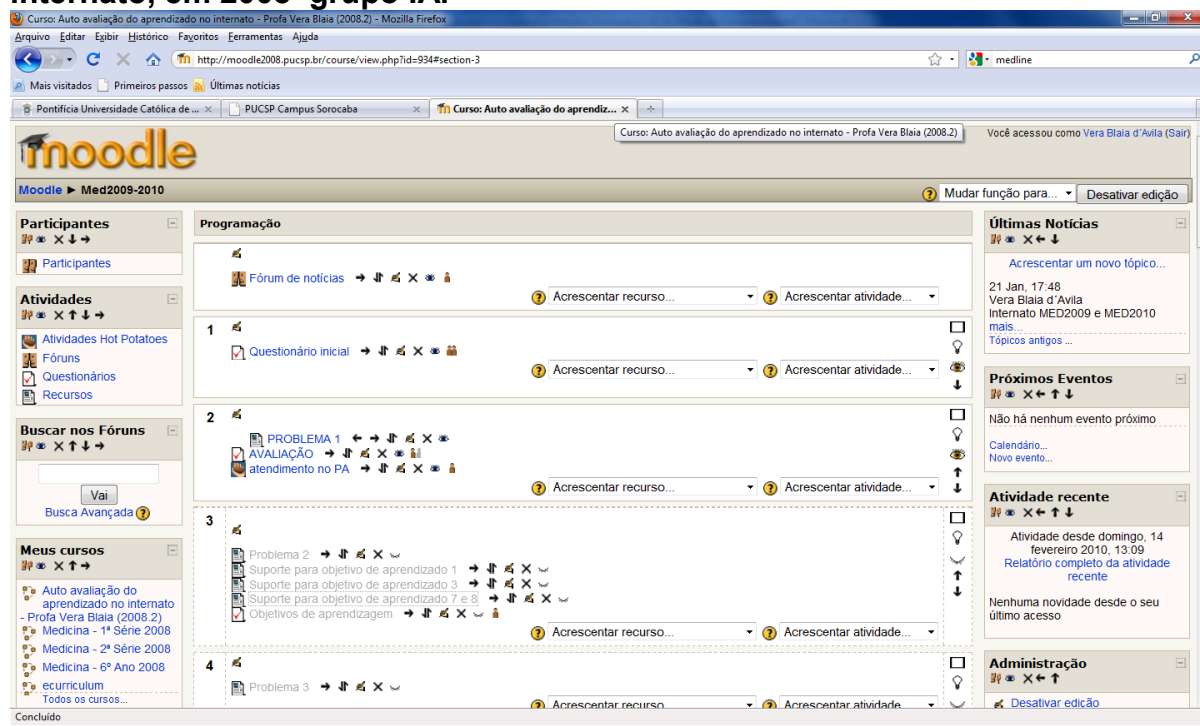 Internato, em 2008- grupo IA.
Curso: Auto avaliação do aprendizado no internato - Profa Vera Blaia (2008.2) - Mozilla Firefox
Arquivo Editar Exibir Histórico Favoritos Ferramentas Ajuda
http://moodle2008.pucsp.br/course/view.php?id=934#section-3
medline
Mais visitados Primeiros passos Últimas notícias
Pontifícia Universidade Católica de ... PUCSP Campus Sorocaba Curso: Auto avaliação do aprendiz...
Curso: Auto avaliação do aprendizado no internato - Profa Vera Blaia (2008.2)
Você acessou como Vera Blaia d´Avila (Sair)
moodle
Moodle ► Med2009-2010
Mudar função para... Desativar edição
Participantes
Participantes
Atividades
Atividades Hot Potatoes
Fóruns
Questionários
Recursos
Buscar nos Fóruns
Vai
Busca Avançada ?
Meus cursos
Auto avaliação do
aprendizado no internato
- Profa Vera Blaia (2008.2)
Medicina - 1ª Série 2008
Medicina - 2ª Série 2008
Medicina - 6º Ano 2008
ecurriculum
Todos os cursos...
Programação
Fórum de notícias
? Acrescentar recurso... ? Acrescentar atividade...
1
Questionário inicial
? Acrescentar recurso... ? Acrescentar atividade...
2
PROBLEMA 1
AVALIAÇÃO
atendimento no PA
? Acrescentar recurso... ? Acrescentar atividade...
3
Problema 2
Suporte para objetivo de aprendizado 1
Suporte para objetivo de aprendizado 3
Suporte para objetivo de aprendizado 7 e 8
Objetivos de aprendizagem
? Acrescentar recurso... ? Acrescentar atividade...
4
Problema 3
? Acrescentar recurso ? Acrescentar atividade
Últimas Notícias
Acrescentar um novo tópico...
21 Jan, 17:48
Vera Blaia d´Avila
Internato MED2009 e MED2010
mais...
Tópicos antigos ...
Próximos Eventos
Não há nenhum evento próximo
Calendário...
Novo evento...
Atividade recente
Atividade desde domingo, 14
fevereiro 2010, 13:09
Relatório completo da atividade
recente
Nenhuma novidade desde o seu
último acesso
Administração
Desativar edição
Concluído